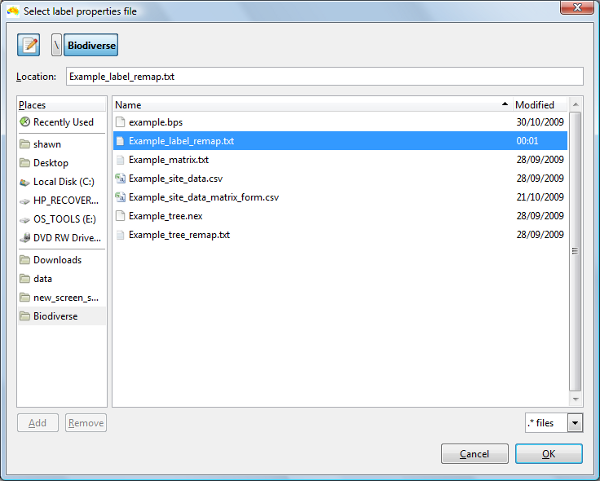 Select label properties file
\ Biodiverse
Location: Example_label_remap.txt
Places Name Modified
Recently Used example.bps 30/10/2009
shawn Example_label_remap.txt 00:01
Desktop Example_matrix.txt 28/09/2009
Local Disk (C:) Example_site_data.csv 28/09/2009
HP_RECOVER... Example_site_data_matrix_form.csv 21/10/2009
OS_TOOLS (E:) Example_tree.nex 28/09/2009
DVD RW Drive... Example_tree_remap.txt 28/09/2009
Downloads
data
new_screen_s...
Biodiverse
Add Remove .* files
Cancel OK